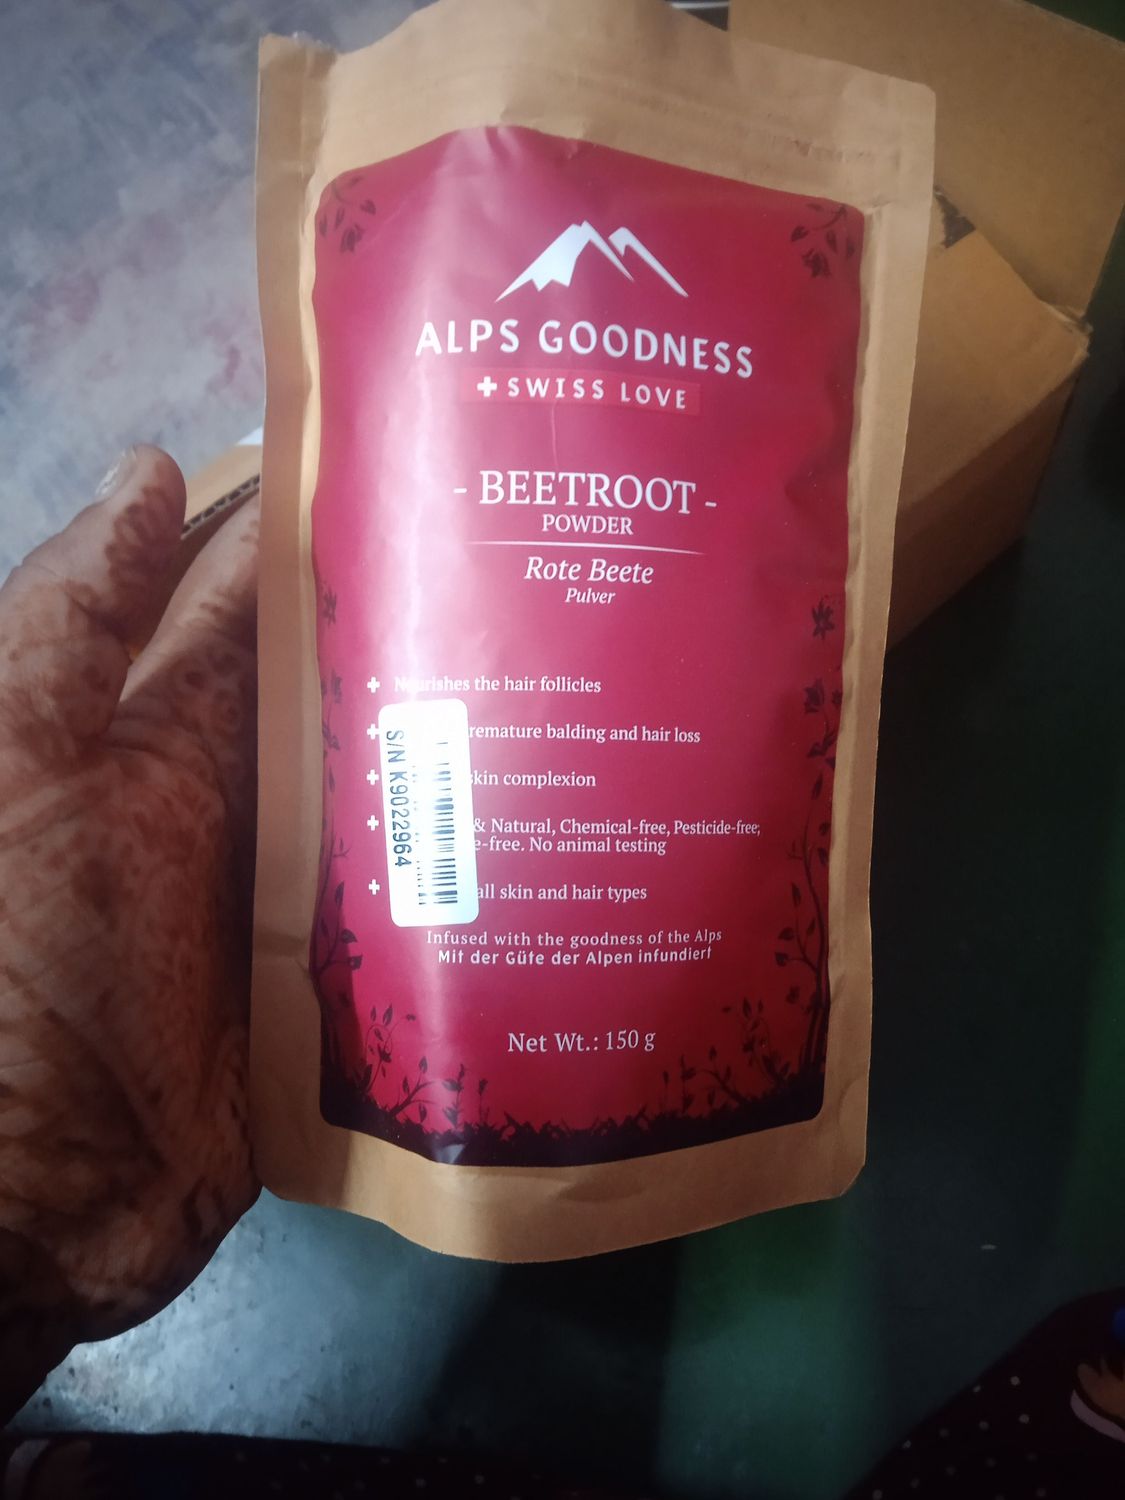 ALPS GOODNESS
+ SWISS LOVE
- BEETROOT -
POWDER
Rote Beete
Pulver
+ Nourishes the hair follicles
+ remature balding and hair loss
+ skin complexion
+ & Natural, Chemical-free, Pesticide-free;
e-free. No animal testing
+ all skin and hair types
S/N K9022964
Infused with the goodness of the Alps
Mit der Güte der Alpen infundiert
Net Wt.: 150 g